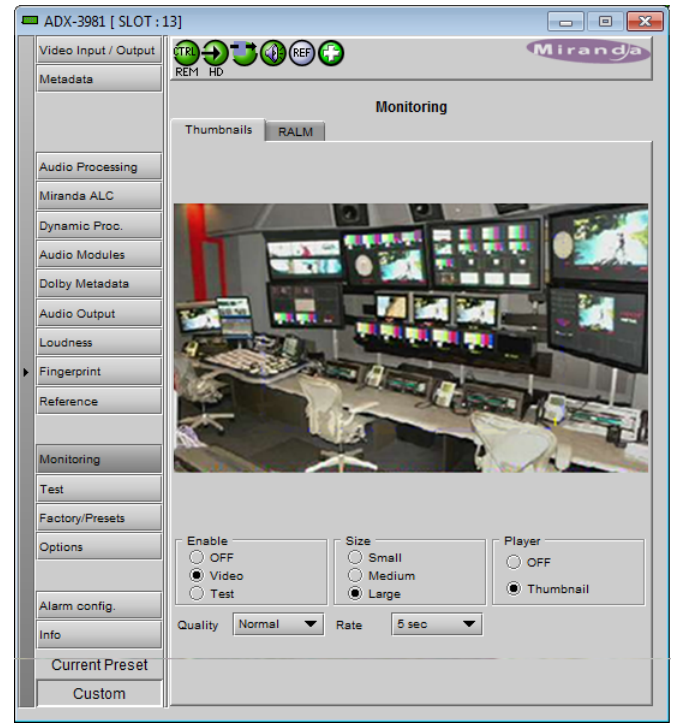 ADX-3981 [ SLOT : 13]
Video Input / Output
Metadata
Audio Processing
Miranda ALC
Dynamic Proc.
Audio Modules
Dolby Metadata
Audio Output
Loudness
Fingerprint
Reference
Monitoring
Test
Factory/Presets
Options
Alarm config.
Info
Current Preset
Custom
CTRL
REF
REM HD
Miranda
Monitoring
Thumbnails RALM
Enable
OFF
Video
Test
Size
Small
Medium
Large
Player
OFF
Thumbnail
Quality Normal Rate 5 sec